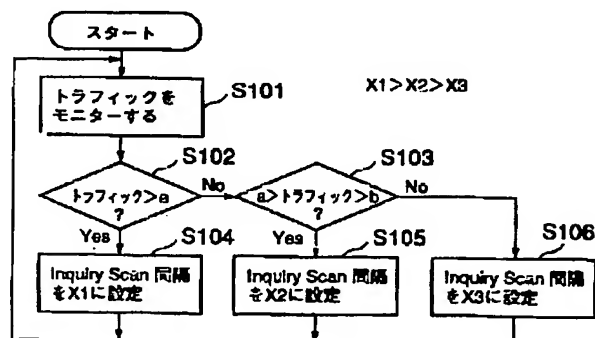 スタート
トラフィックを
モニターする
S101
X1>X2>X3
S102
トラフィック>a
?
No
Yes
S103
a>トラフィック>b
?
No
Yes
S104
Inquiry Scan 間隔
をX1に設定
S105
Inquiry Scan 間隔
をX2に設定
S106
Inquiry Scan 間隔
をX3に設定